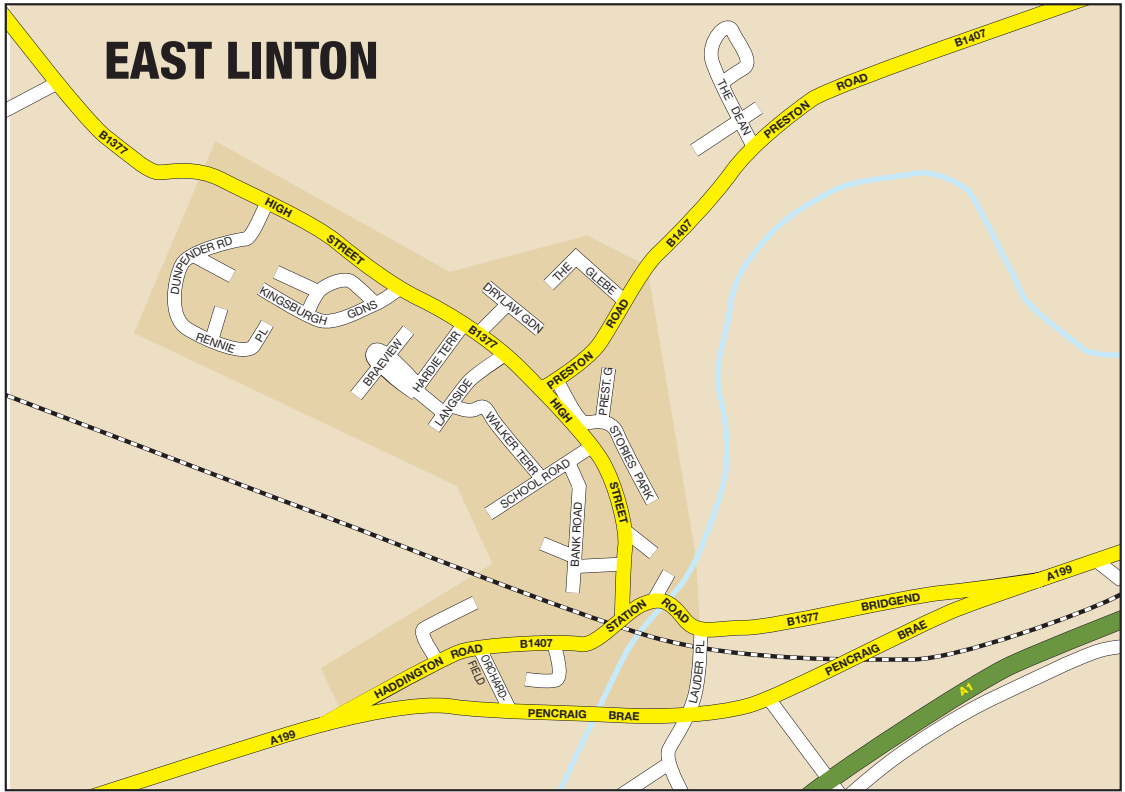 EAST LINTON
B1407
ROAD
PRESTON
THE DEAN
B1377
HIGH
STREET
B1407
DUNPENDER RD
KINGSBURGH GDNS
RENNIE PL
THE GLEBE
DRYLAW GDN
ROAD
PRESTON
B1377
BRAEVIEW
HARDIE TERR
LANGSIDE
HIGH
PREST. G
WALKER TERR
STORIES PARK
SCHOOL ROAD
STREET
BANK ROAD
A199
BRIDGEND
B1377
STATION ROAD
B1407
HADDINGTON ROAD
ORCHARD-
FIELD
LAUDER PL
PENCRAIG BRAE
A1
PENCRAIG BRAE
A199